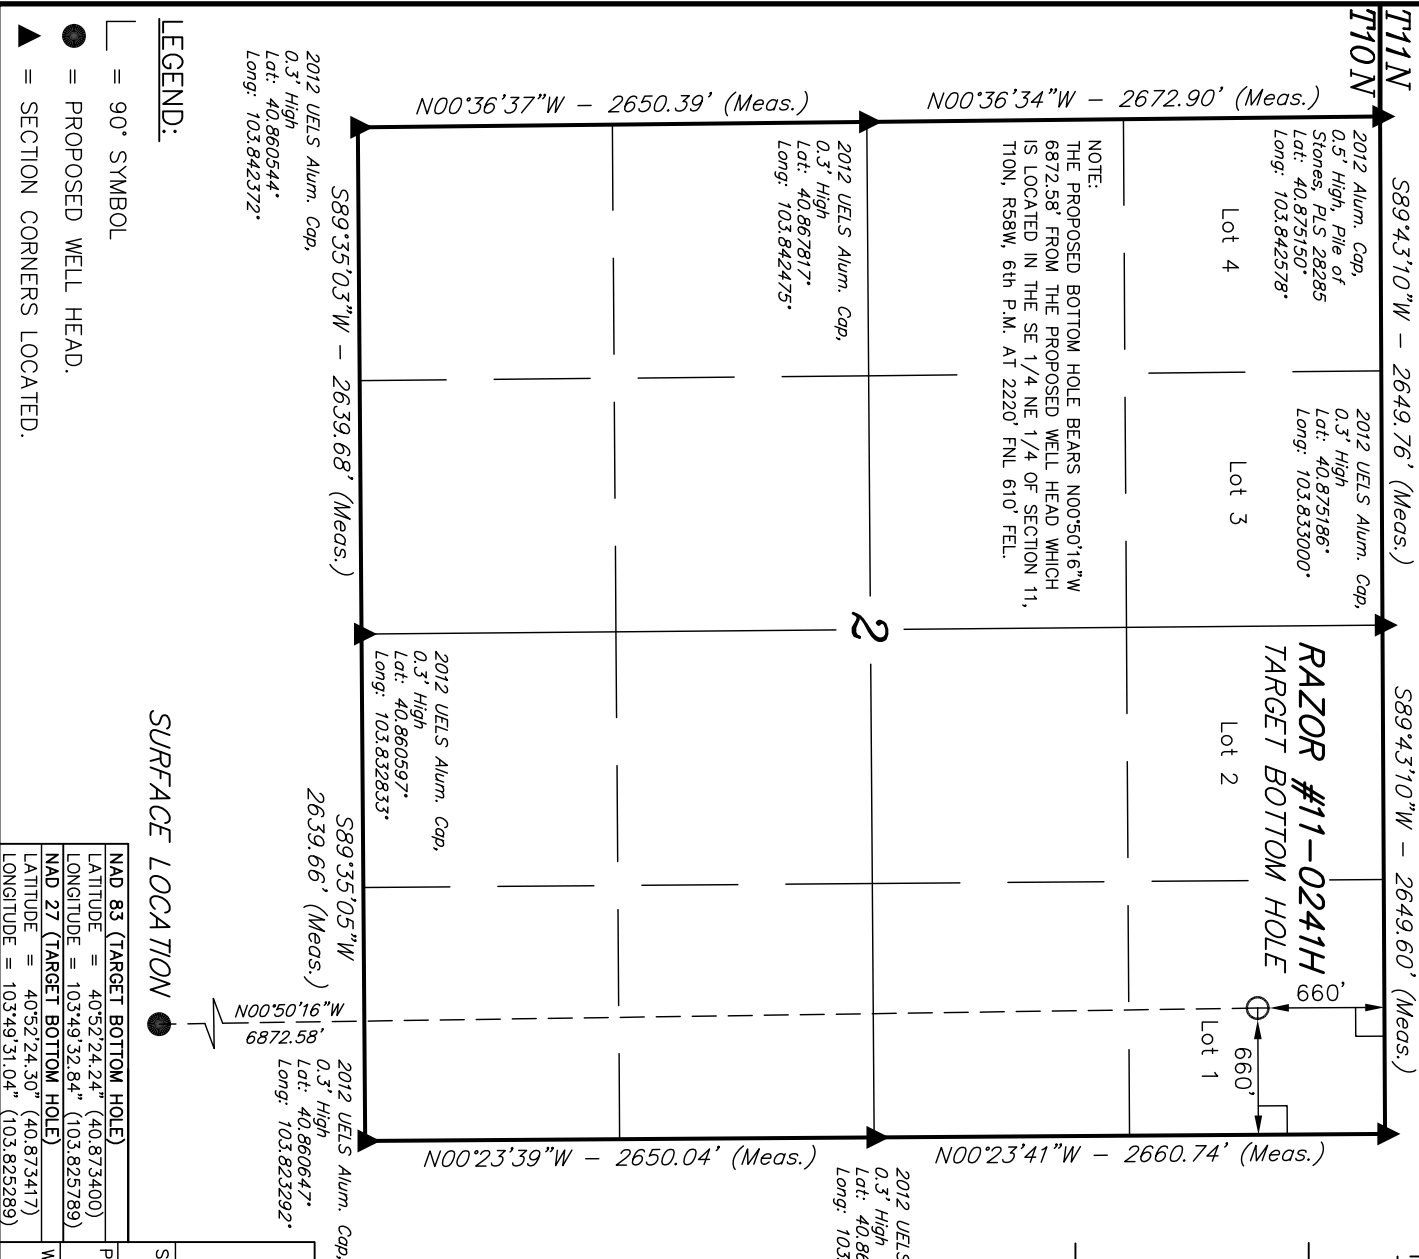 T11N
T10N
S89°43'10"W - 2649.76' (Meas.)
S89°43'10"W - 2649.60' (Meas.)
2012 Alum. Cap,
0.5' High, Pile of
Stones, PLS 28285
Lat: 40.875150°
Long: 103.842578°
2012 UELS Alum. Cap,
0.3' High
Lat: 40.875186°
Long: 103.833000°
RAZOR #11-0241H
TARGET BOTTOM HOLE
660'
660'
Lot 4
Lot 3
Lot 2
Lot 1
N00°36'34"W - 2672.90' (Meas.)
N00°23'41"W - 2660.74' (Meas.)
NOTE:
THE PROPOSED BOTTOM HOLE BEARS N00°50'16"W
6872.58' FROM THE PROPOSED WELL HEAD WHICH
IS LOCATED IN THE SE 1/4 NE 1/4 OF SECTION 11,
T10N, R58W, 6th P.M. AT 2220' FNL 610' FEL.
2
2012 UELS Alum. Cap,
0.3' High
Lat: 40.867817°
Long: 103.842475°
2012 UELS
0.3' High
Lat: 40.86
Long: 103.
N00°36'37"W - 2650.39' (Meas.)
N00°23'39"W - 2650.04' (Meas.)
2012 UELS Alum. Cap,
0.3' High
Lat: 40.860597°
Long: 103.832833°
S89°35'03"W - 2639.68' (Meas.)
S89°35'05"W
2639.66' (Meas.)
N00°50'16"W
6872.58'
2012 UELS Alum. Cap,
0.3' High
Lat: 40.860544°
Long: 103.842372°
2012 UELS Alum. Cap,
0.3' High
Lat: 40.860647°
Long: 103.823292°
SURFACE LOCATION
LEGEND:
= 90° SYMBOL
= PROPOSED WELL HEAD.
= SECTION CORNERS LOCATED.
NAD 83 (TARGET BOTTOM HOLE)
LATITUDE = 40°52'24.24" (40.873400)
LONGITUDE = 103°49'32.84" (103.825789)
NAD 27 (TARGET BOTTOM HOLE)
LATITUDE = 40°52'24.30" (40.873417)
LONGITUDE = 103°49'31.04" (103.825289)
S
P
W